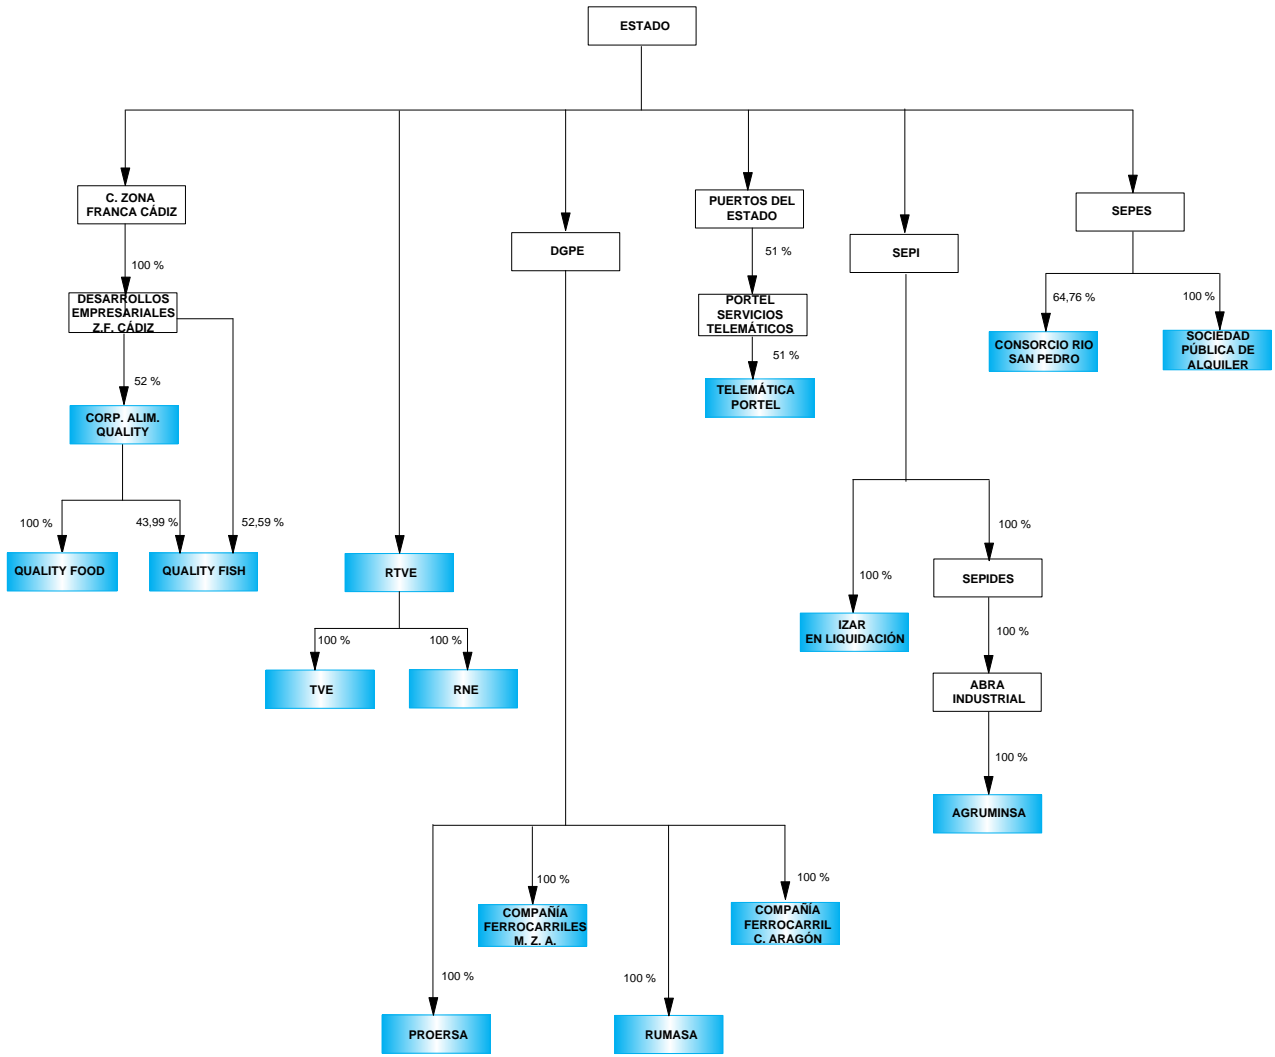 ESTADO
C. ZONA
FRANCA CÁDIZ
PUERTOS DEL
ESTADO
SEPES
DGPE
SEPI
100 %
51 %
DESARROLLOS
EMPRESARIALES
Z.F. CÁDIZ
PORTEL
SERVICIOS
TELEMÁTICOS
64,76 %
100 %
CONSORCIO RIO
SAN PEDRO
SOCIEDAD
PÚBLICA DE
ALQUILER
52 %
51 %
TELEMÁTICA
PORTEL
CORP. ALIM.
QUALITY
100 %
43,99 %
52,59 %
100 %
QUALITY FOOD
QUALITY FISH
RTVE
SEPIDES
100 %
IZAR
EN LIQUIDACIÓN
100 %
100 %
100 %
TVE
RNE
ABRA
INDUSTRIAL
100 %
AGRUMINSA
100 %
100 %
COMPAÑÍA
FERROCARRILES
M. Z. A.
COMPAÑÍA
FERROCARRIL
C. ARAGÓN
100 %
100 %
PROERSA
RUMASA